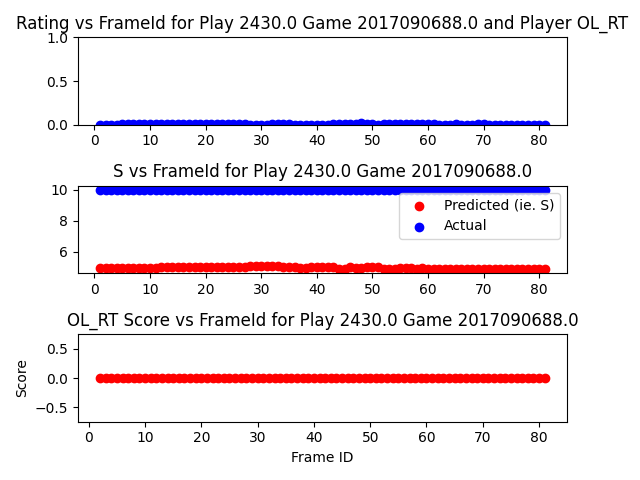 Rating vs FrameId for Play 2430.0 Game 2017090688.0 and Player OL_RT
1.0
0.5
0.0
0 10 20 30 40 50 60 70 80
S vs FrameId for Play 2430.0 Game 2017090688.0
10
8
6
Predicted (ie. S)
Actual
0 10 20 30 40 50 60 70 80
OL_RT Score vs FrameId for Play 2430.0 Game 2017090688.0
Score
0.5
0.0
−0.5
0 10 20 30 40 50 60 70 80
Frame ID